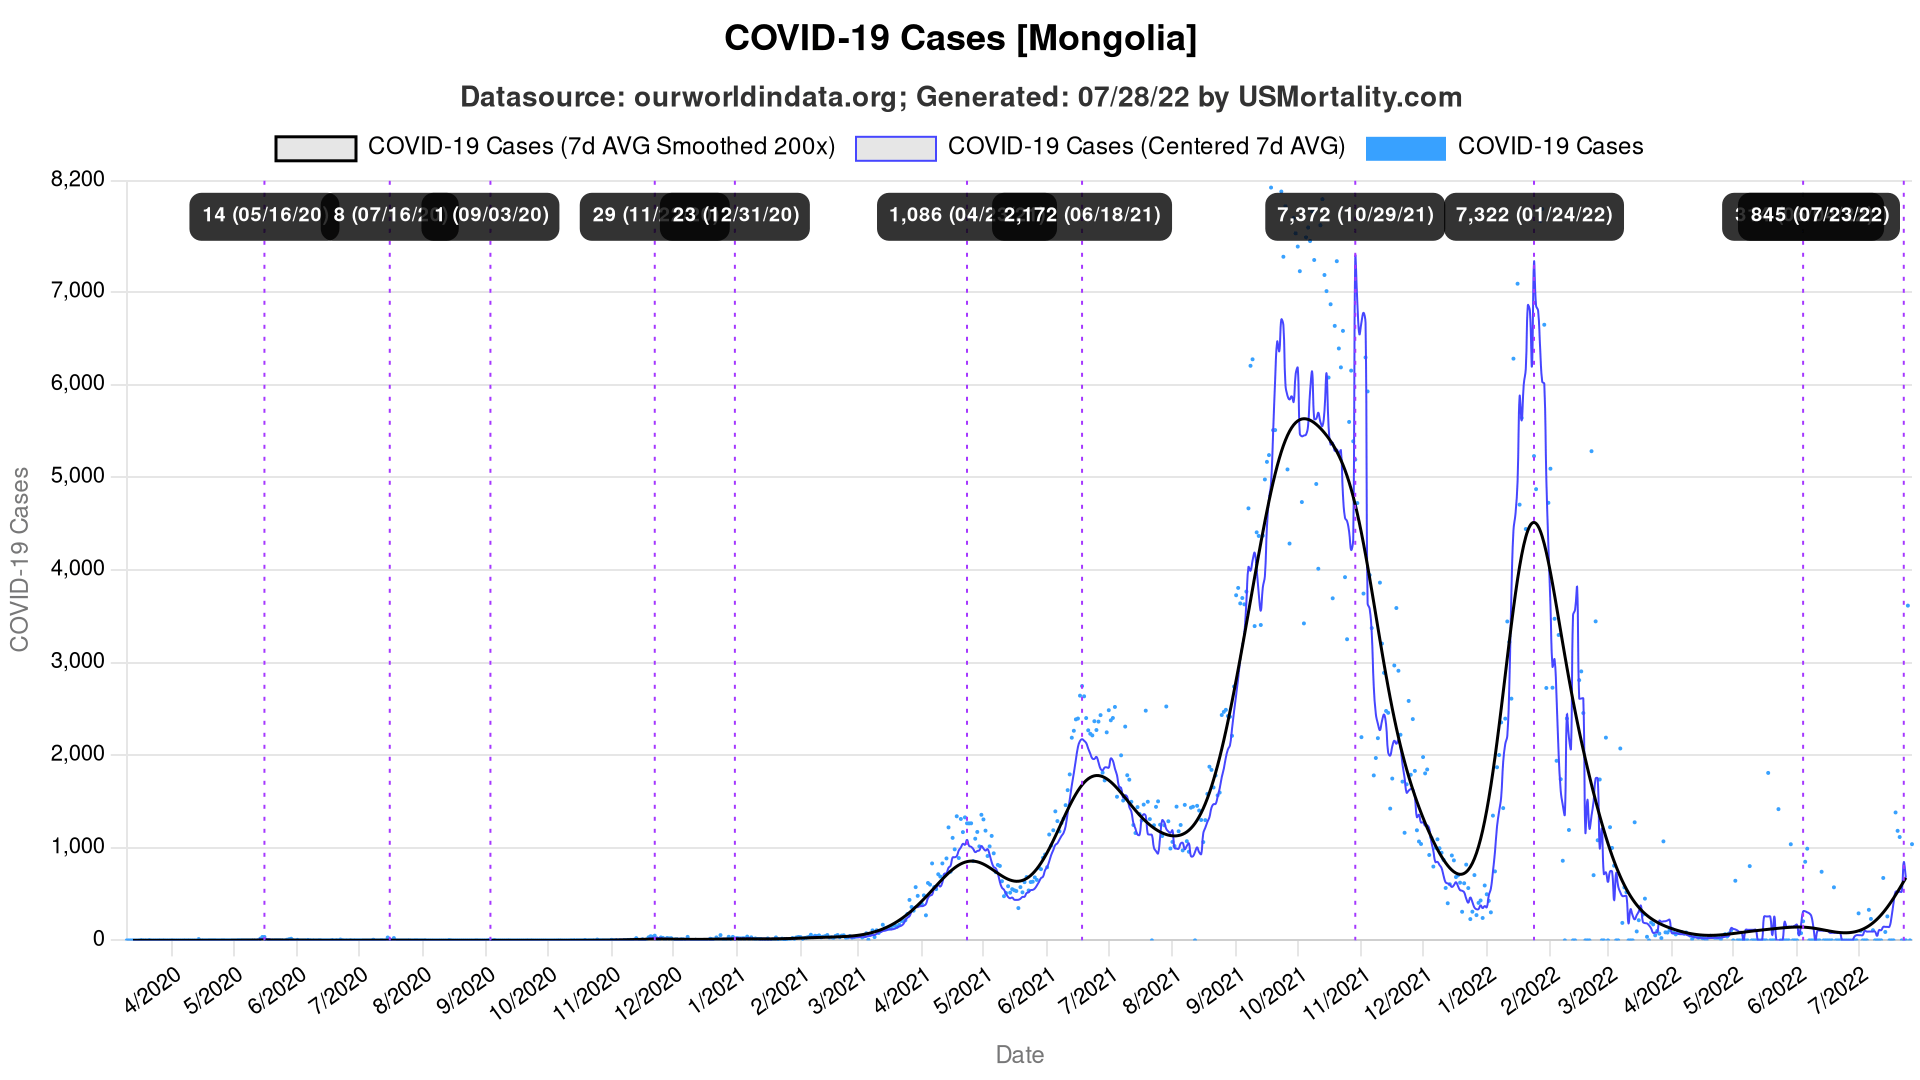 COVID-19 Cases [Mongolia]
Datasource: ourworldindata.org; Generated: 07/28/22 by USMortality.com
COVID-19 Cases (7d AVG Smoothed 200x) COVID-19 Cases (Centered 7d AVG) COVID-19 Cases
8,200
14 (05/16/20) 8 (07/16/2 1 (09/03/20) 29 (11/2 23 (12/31/20) 1,086 (04/2 2,172 (06/18/21) 7,372 (10/29/21) 7,322 (01/24/22) 845 (07/23/22)
7,000
6,000
5,000
4,000
3,000
2,000
1,000
0
COVID-19 Cases
4/2020 5/2020 6/2020 7/2020 8/2020 9/2020 10/2020 11/2020 12/2020 1/2021 2/2021 3/2021 4/2021 5/2021 6/2021 7/2021 8/2021 9/2021 10/2021 11/2021 12/2021 1/2022 2/2022 3/2022 4/2022 5/2022 6/2022 7/2022
Date